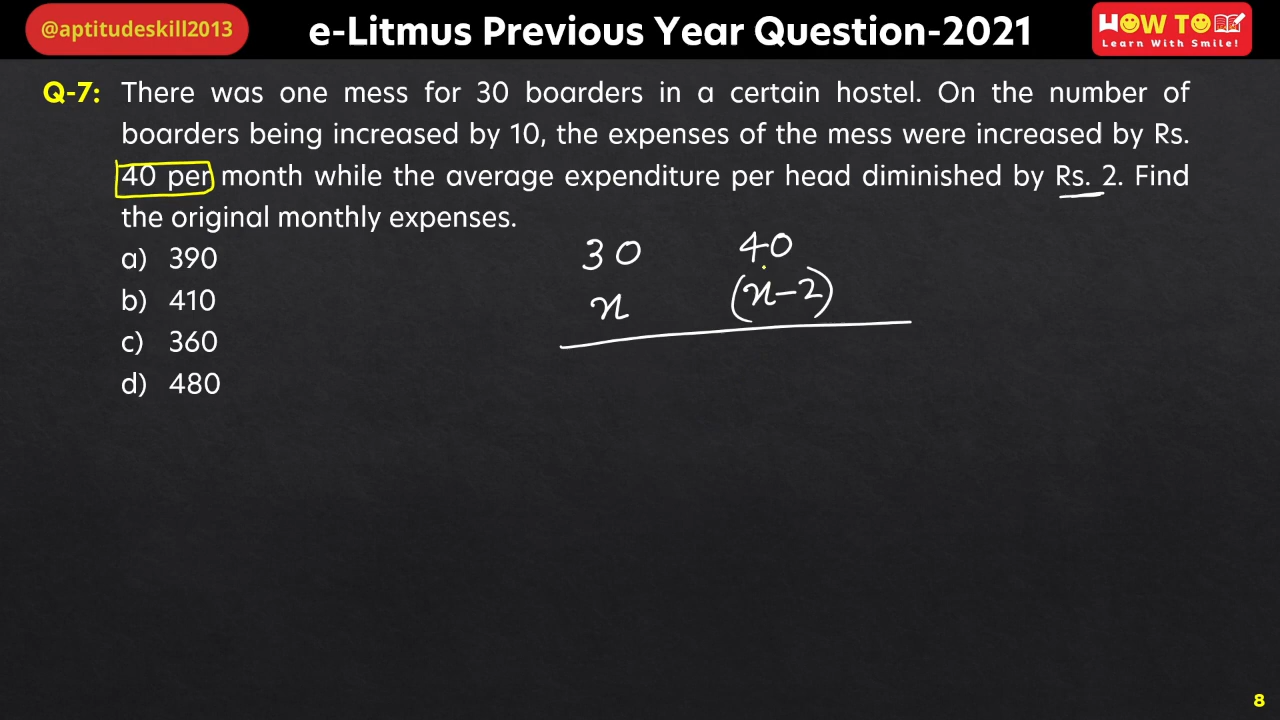 @aptitudeskill2013
e-Litmus Previous Year Question-2021
HOW TO
Learn With Smile!
Q-7: There was one mess for 30 boarders in a certain hostel. On the number of
boarders being increased by 10, the expenses of the mess were increased by Rs.
40 per month while the average expenditure per head diminished by Rs. 2. Find
the original monthly expenses.
a) 390
b) 410
c) 360
d) 480
30 40
x (x-2)
8